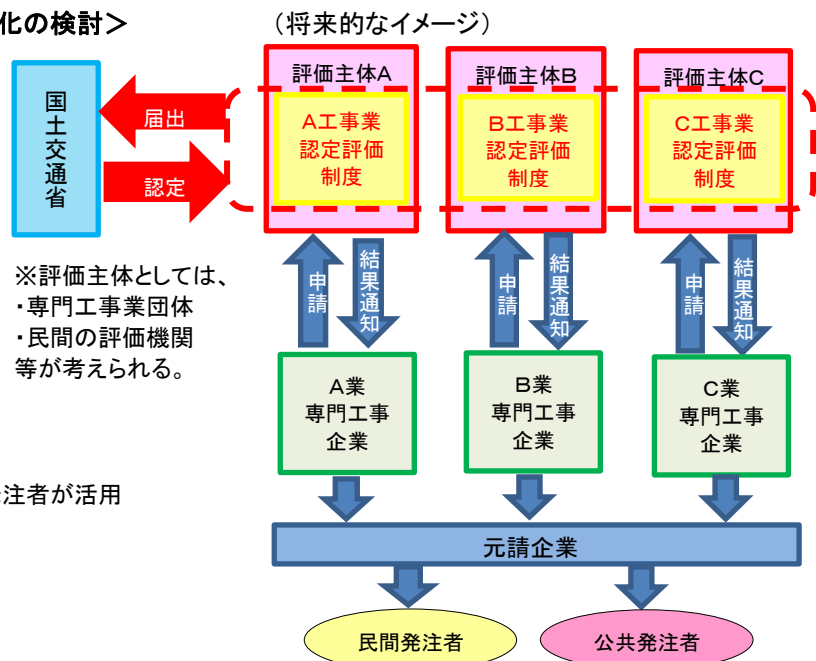 化の検討＞
（将来的なイメージ）
評価主体A
評価主体B
評価主体C
国土交通省
届出
認定
A工事業
認定評価
制度
B工事業
認定評価
制度
C工事業
認定評価
制度
※評価主体としては、
・専門工事業団体
・民間の評価機関
等が考えられる。
申請
結果通知
申請
結果通知
申請
結果通知
A業
専門工事
企業
B業
専門工事
企業
C業
専門工事
企業
注者が活用
元請企業
民間発注者
公共発注者